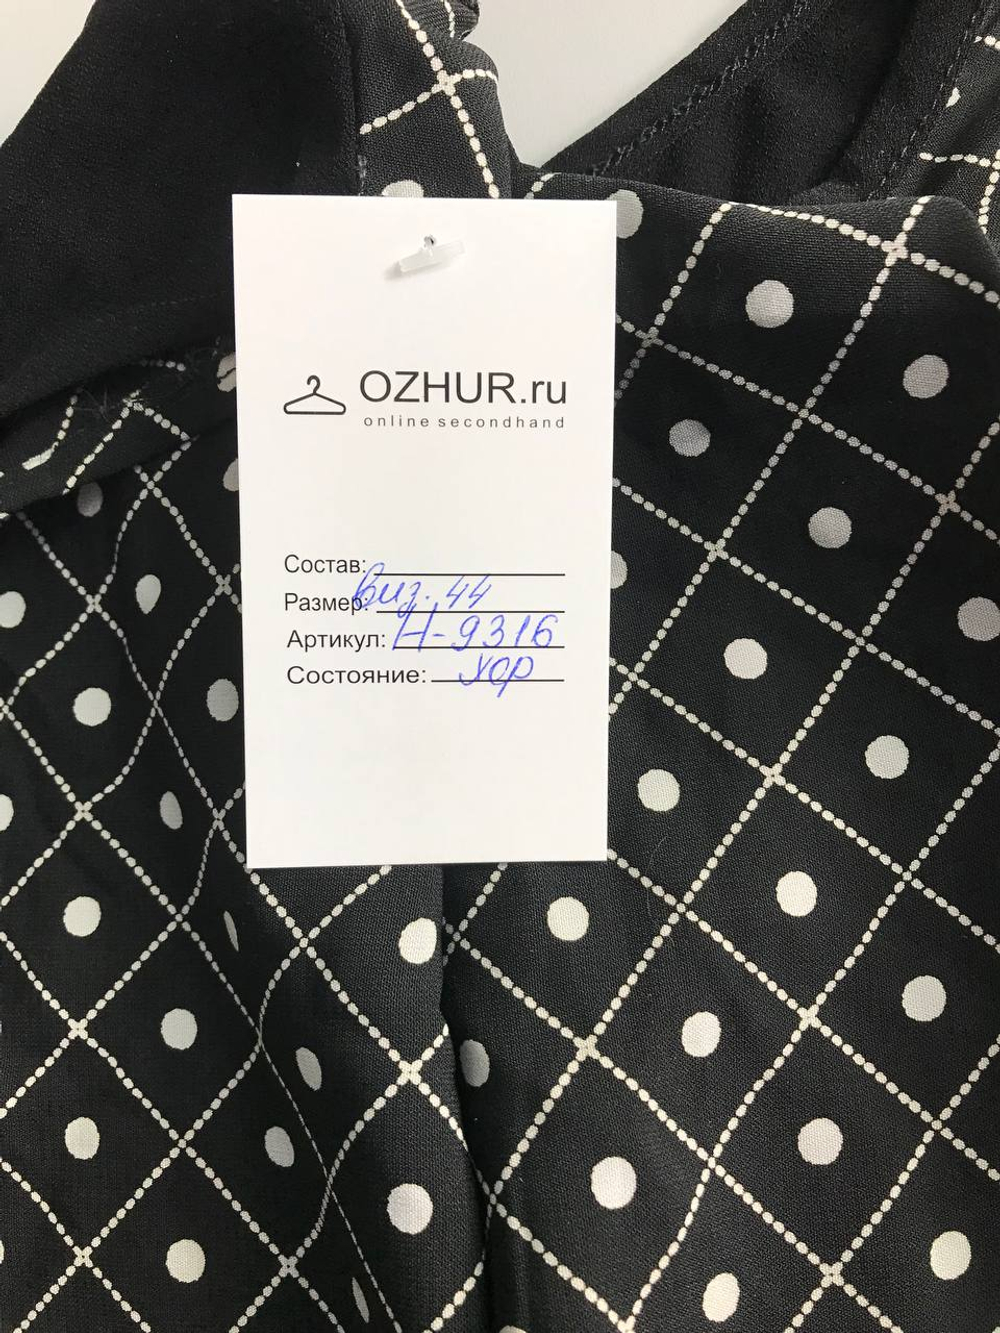 OZHUR.ru
online secondhand
Состав:
Размер: виз. 44
Артикул: Н-9316
Состояние: хор